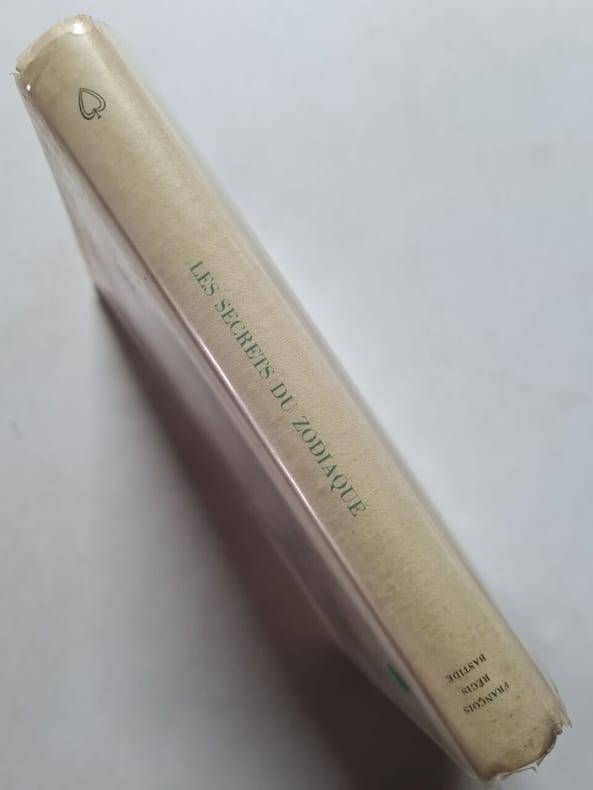 LES SECRETS DU ZODIAQUE
FRANÇOIS
RÉGIS
BASTIDE